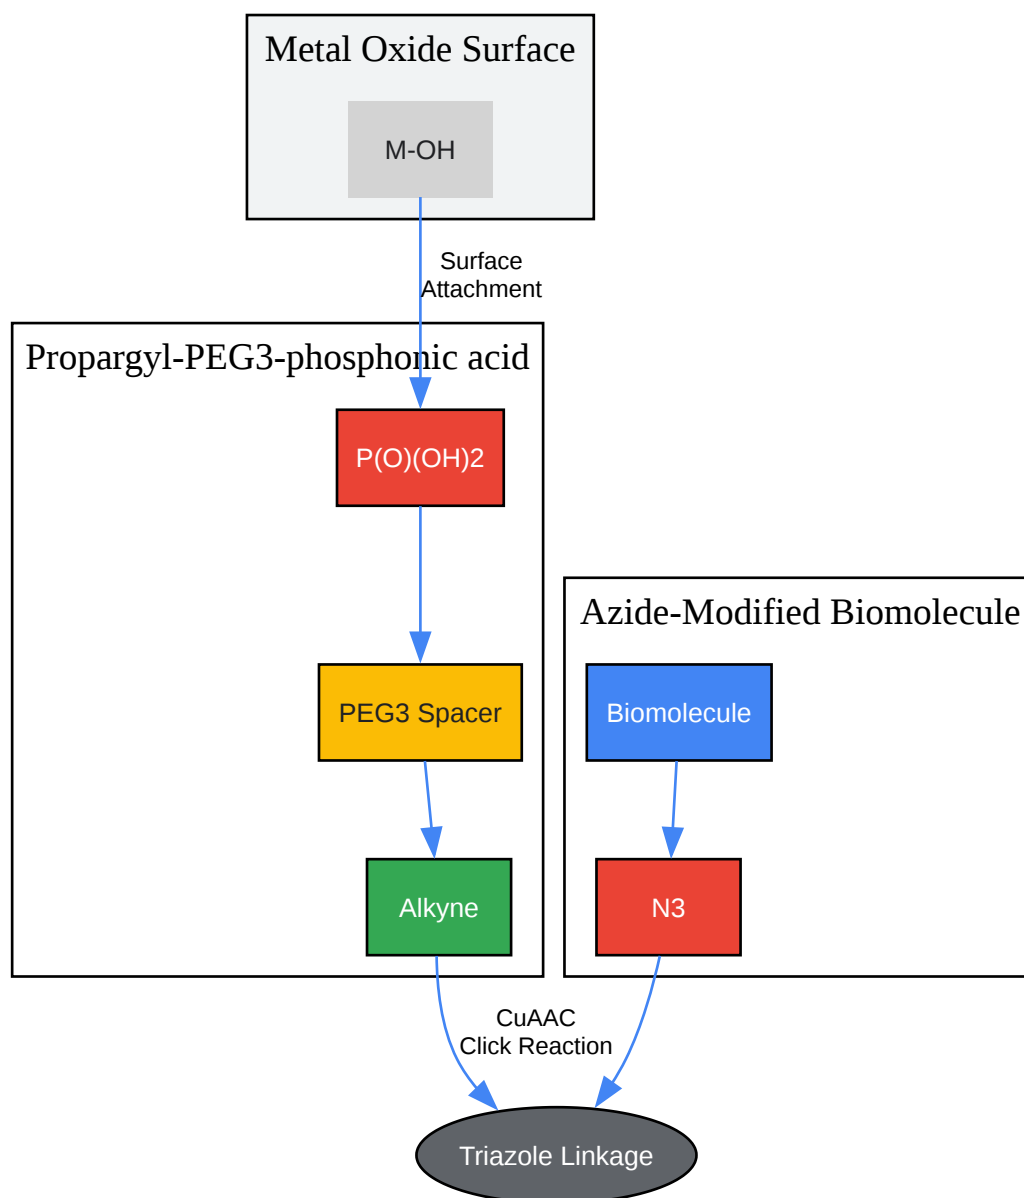 Metal Oxide Surface
M-OH
Surface
Attachment
Propargyl-PEG3-phosphonic acid
P(O)(OH)2
PEG3 Spacer
Alkyne
Azide-Modified Biomolecule
Biomolecule
N3
CuAAC
Click Reaction
Triazole Linkage